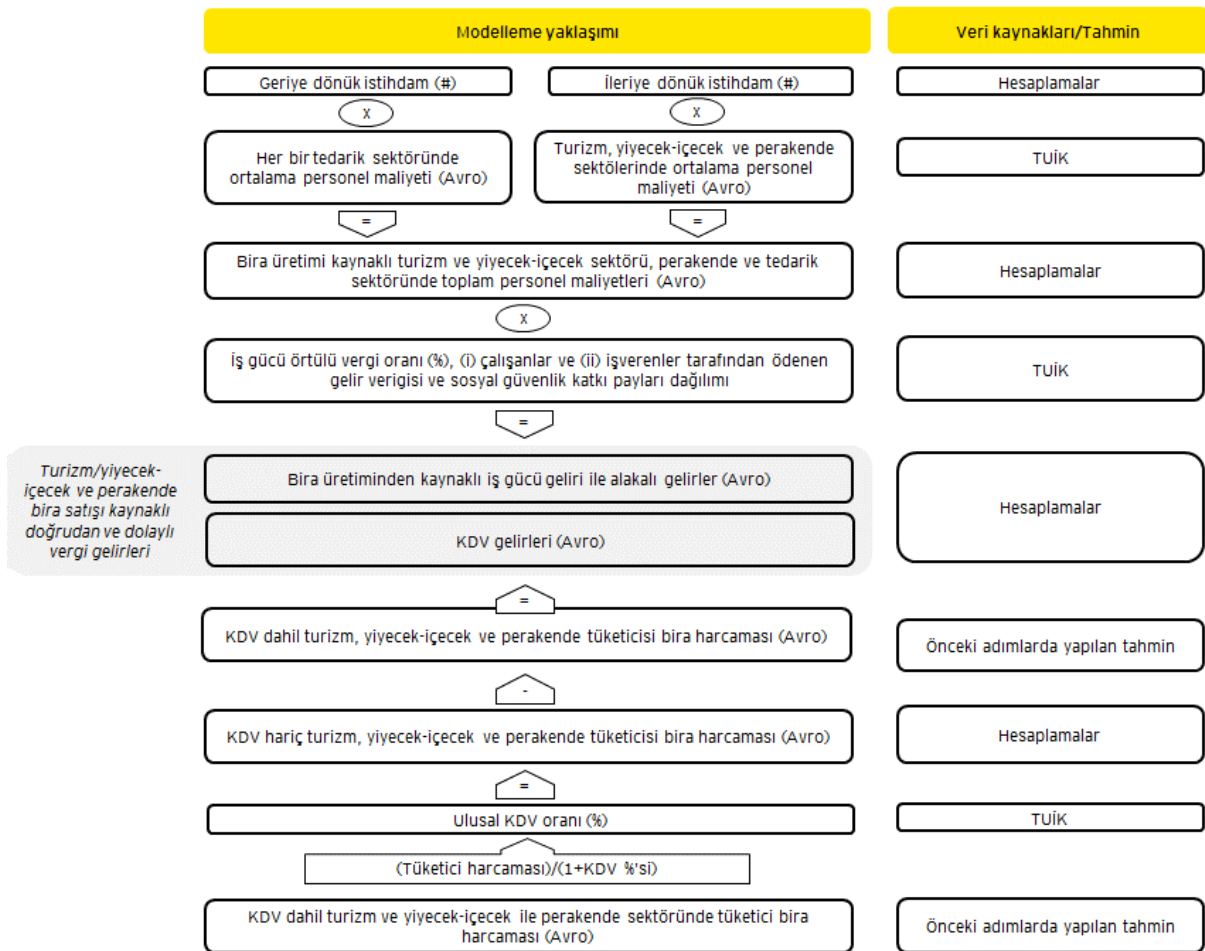 Modelleme yaklaşımı
Veri kaynakları/Tahmin
Geriye dönük istihdam (#)
İleriye dönük istihdam (#)
Hesaplamalar
X
X
Her bir tedarik sektöründe
ortalama personel maliyeti (Avro)
Turizm, yiyecek-içecek ve perakende
sektölerinde ortalama personel
maliyeti (Avro)
TUİK
=
=
Bira üretimi kaynaklı turizm ve yiyecek-içecek sektörü, perakende ve tedarik
sektöründe toplam personel maliyetleri (Avro)
Hesaplamalar
X
İş gücü örtülü vergi oranı (%), (i) çalışanlar ve (ii) işverenler tarafından ödenen
gelir verigisi ve sosyal güvenlik katkı payları dağılımı
TUİK
=
Turizm/yiyecek-
içecek ve perakende
bira satışı kaynaklı
doğrudan ve dolaylı
vergi gelirleri
Bira üretiminden kaynaklı iş gücü geliri ile alakalı gelirler (Avro)
KDV gelirleri (Avro)
Hesaplamalar
=
KDV dahil turizm, yiyecek-içecek ve perakende tüketicisi bira harcaması (Avro)
Önceki adımlarda yapılan tahmin
-
KDV hariç turizm, yiyecek-içecek ve perakende tüketicisi bira harcaması (Avro)
Hesaplamalar
=
Ulusal KDV oranı (%)
TUİK
(Tüketici harcaması)/(1+KDV %'si)
KDV dahil turizm ve yiyecek-içecek ile perakende sektöründe tüketici bira
harcaması (Avro)
Önceki adımlarda yapılan tahmin